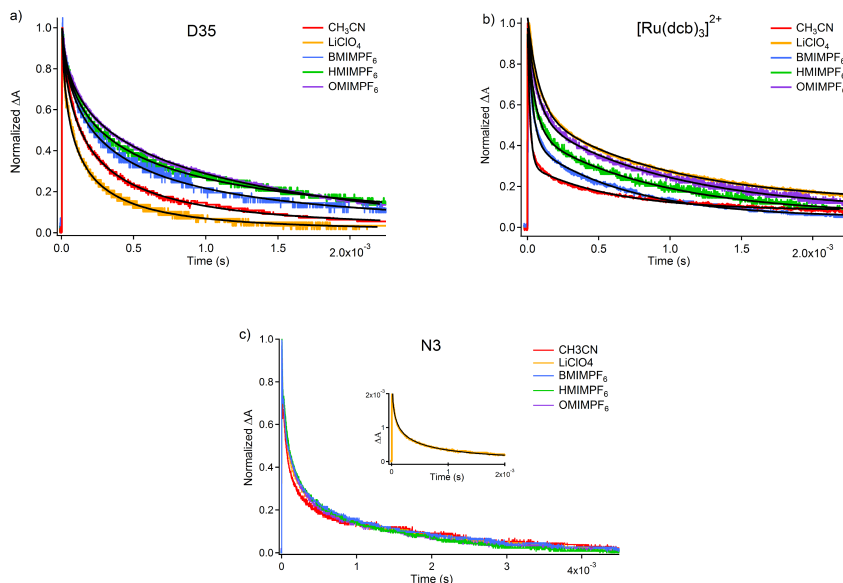 a)
D35
CH₃CN
LiClO₄
BMIMPF₆
HMIMPF₆
OMIMPF₆
Normalized ΔA
1.0
0.8
0.6
0.4
0.2
0.0
0.0
0.5
1.0
1.5
2.0x10⁻³
Time (s)
b)
[Ru(dcb)₃]²⁺
CH₃CN
LiClO₄
BMIMPF₆
HMIMPF₆
OMIMPF₆
Normalized ΔA
1.0
0.8
0.6
0.4
0.2
0.0
0.0
0.5
1.0
1.5
2.0x10⁻³
Time (s)
c)
N3
CH3CN
LiClO4
BMIMPF₆
HMIMPF₆
OMIMPF₆
Normalized ΔA
1.0
0.8
0.6
0.4
0.2
0.0
2x10⁻³
ΔA
1
0
0
1
2x10⁻³
Time (s)
0
1
2
3
4x10⁻³
Time (s)